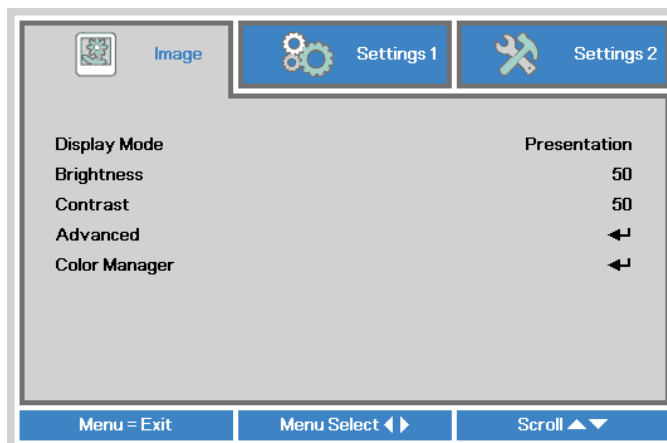 Image Settings 1 Settings 2
Display Mode Presentation
Brightness 50
Contrast 50
Advanced
Color Manager
Menu = Exit Menu Select Scroll